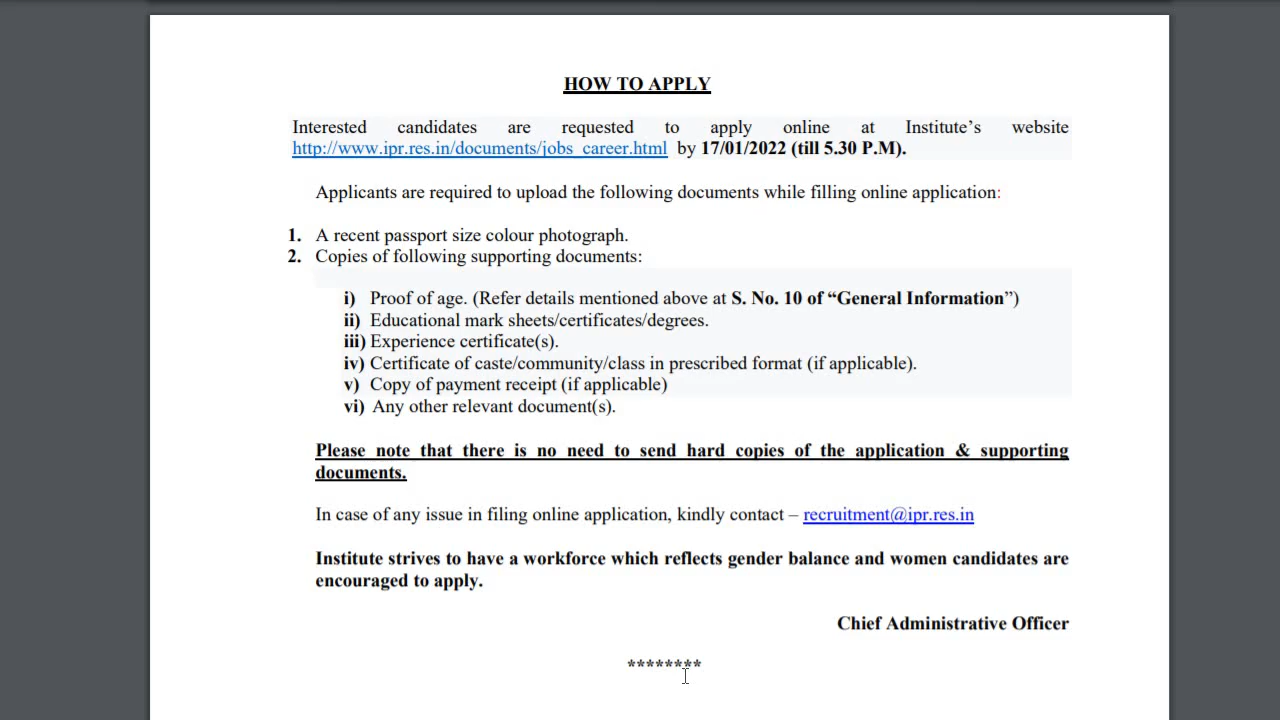 HOW TO APPLY
Interested candidates are requested to apply online at Institute's website
http://www.ipr.res.in/documents/jobs_career.html by 17/01/2022 (till 5.30 P.M).
Applicants are required to upload the following documents while filling online application:
1. A recent passport size colour photograph.
2. Copies of following supporting documents:
i) Proof of age. (Refer details mentioned above at S. No. 10 of “General Information”)
ii) Educational mark sheets/certificates/degrees.
iii) Experience certificate(s).
iv) Certificate of caste/community/class in prescribed format (if applicable).
v) Copy of payment receipt (if applicable)
vi) Any other relevant document(s).
Please note that there is no need to send hard copies of the application & supporting
documents.
In case of any issue in filing online application, kindly contact – recruitment@ipr.res.in
Institute strives to have a workforce which reflects gender balance and women candidates are
encouraged to apply.
Chief Administrative Officer
********